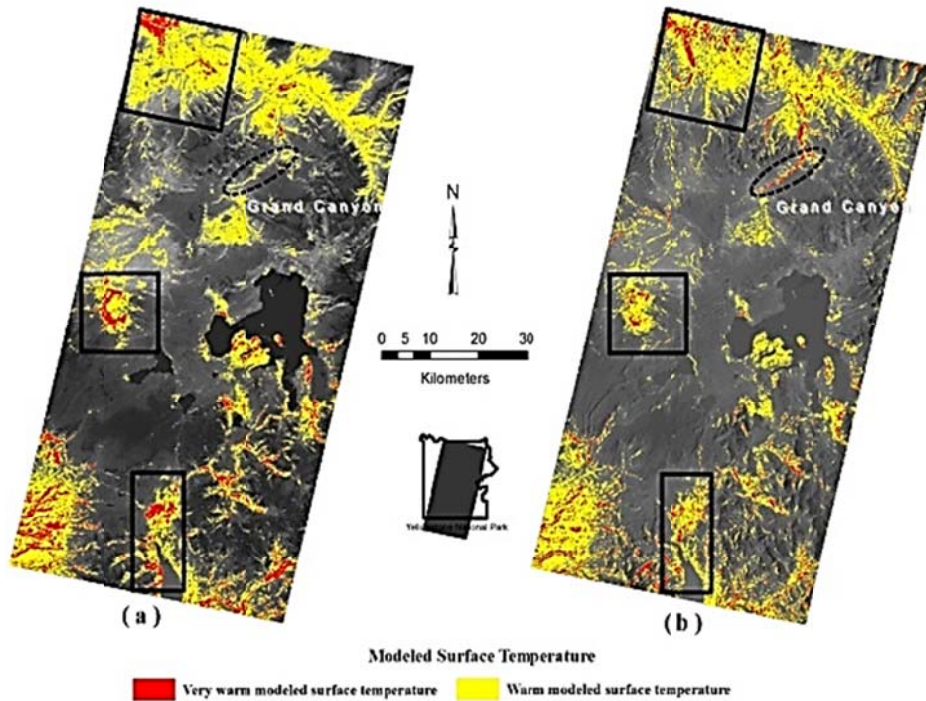 Grand Canyon
N
Grand Canyon
0 5 10 20 30
Kilometers
Yellowstone National Park
( a )
( b )
Modeled Surface Temperature
Very warm modeled surface temperature
Warm modeled surface temperature